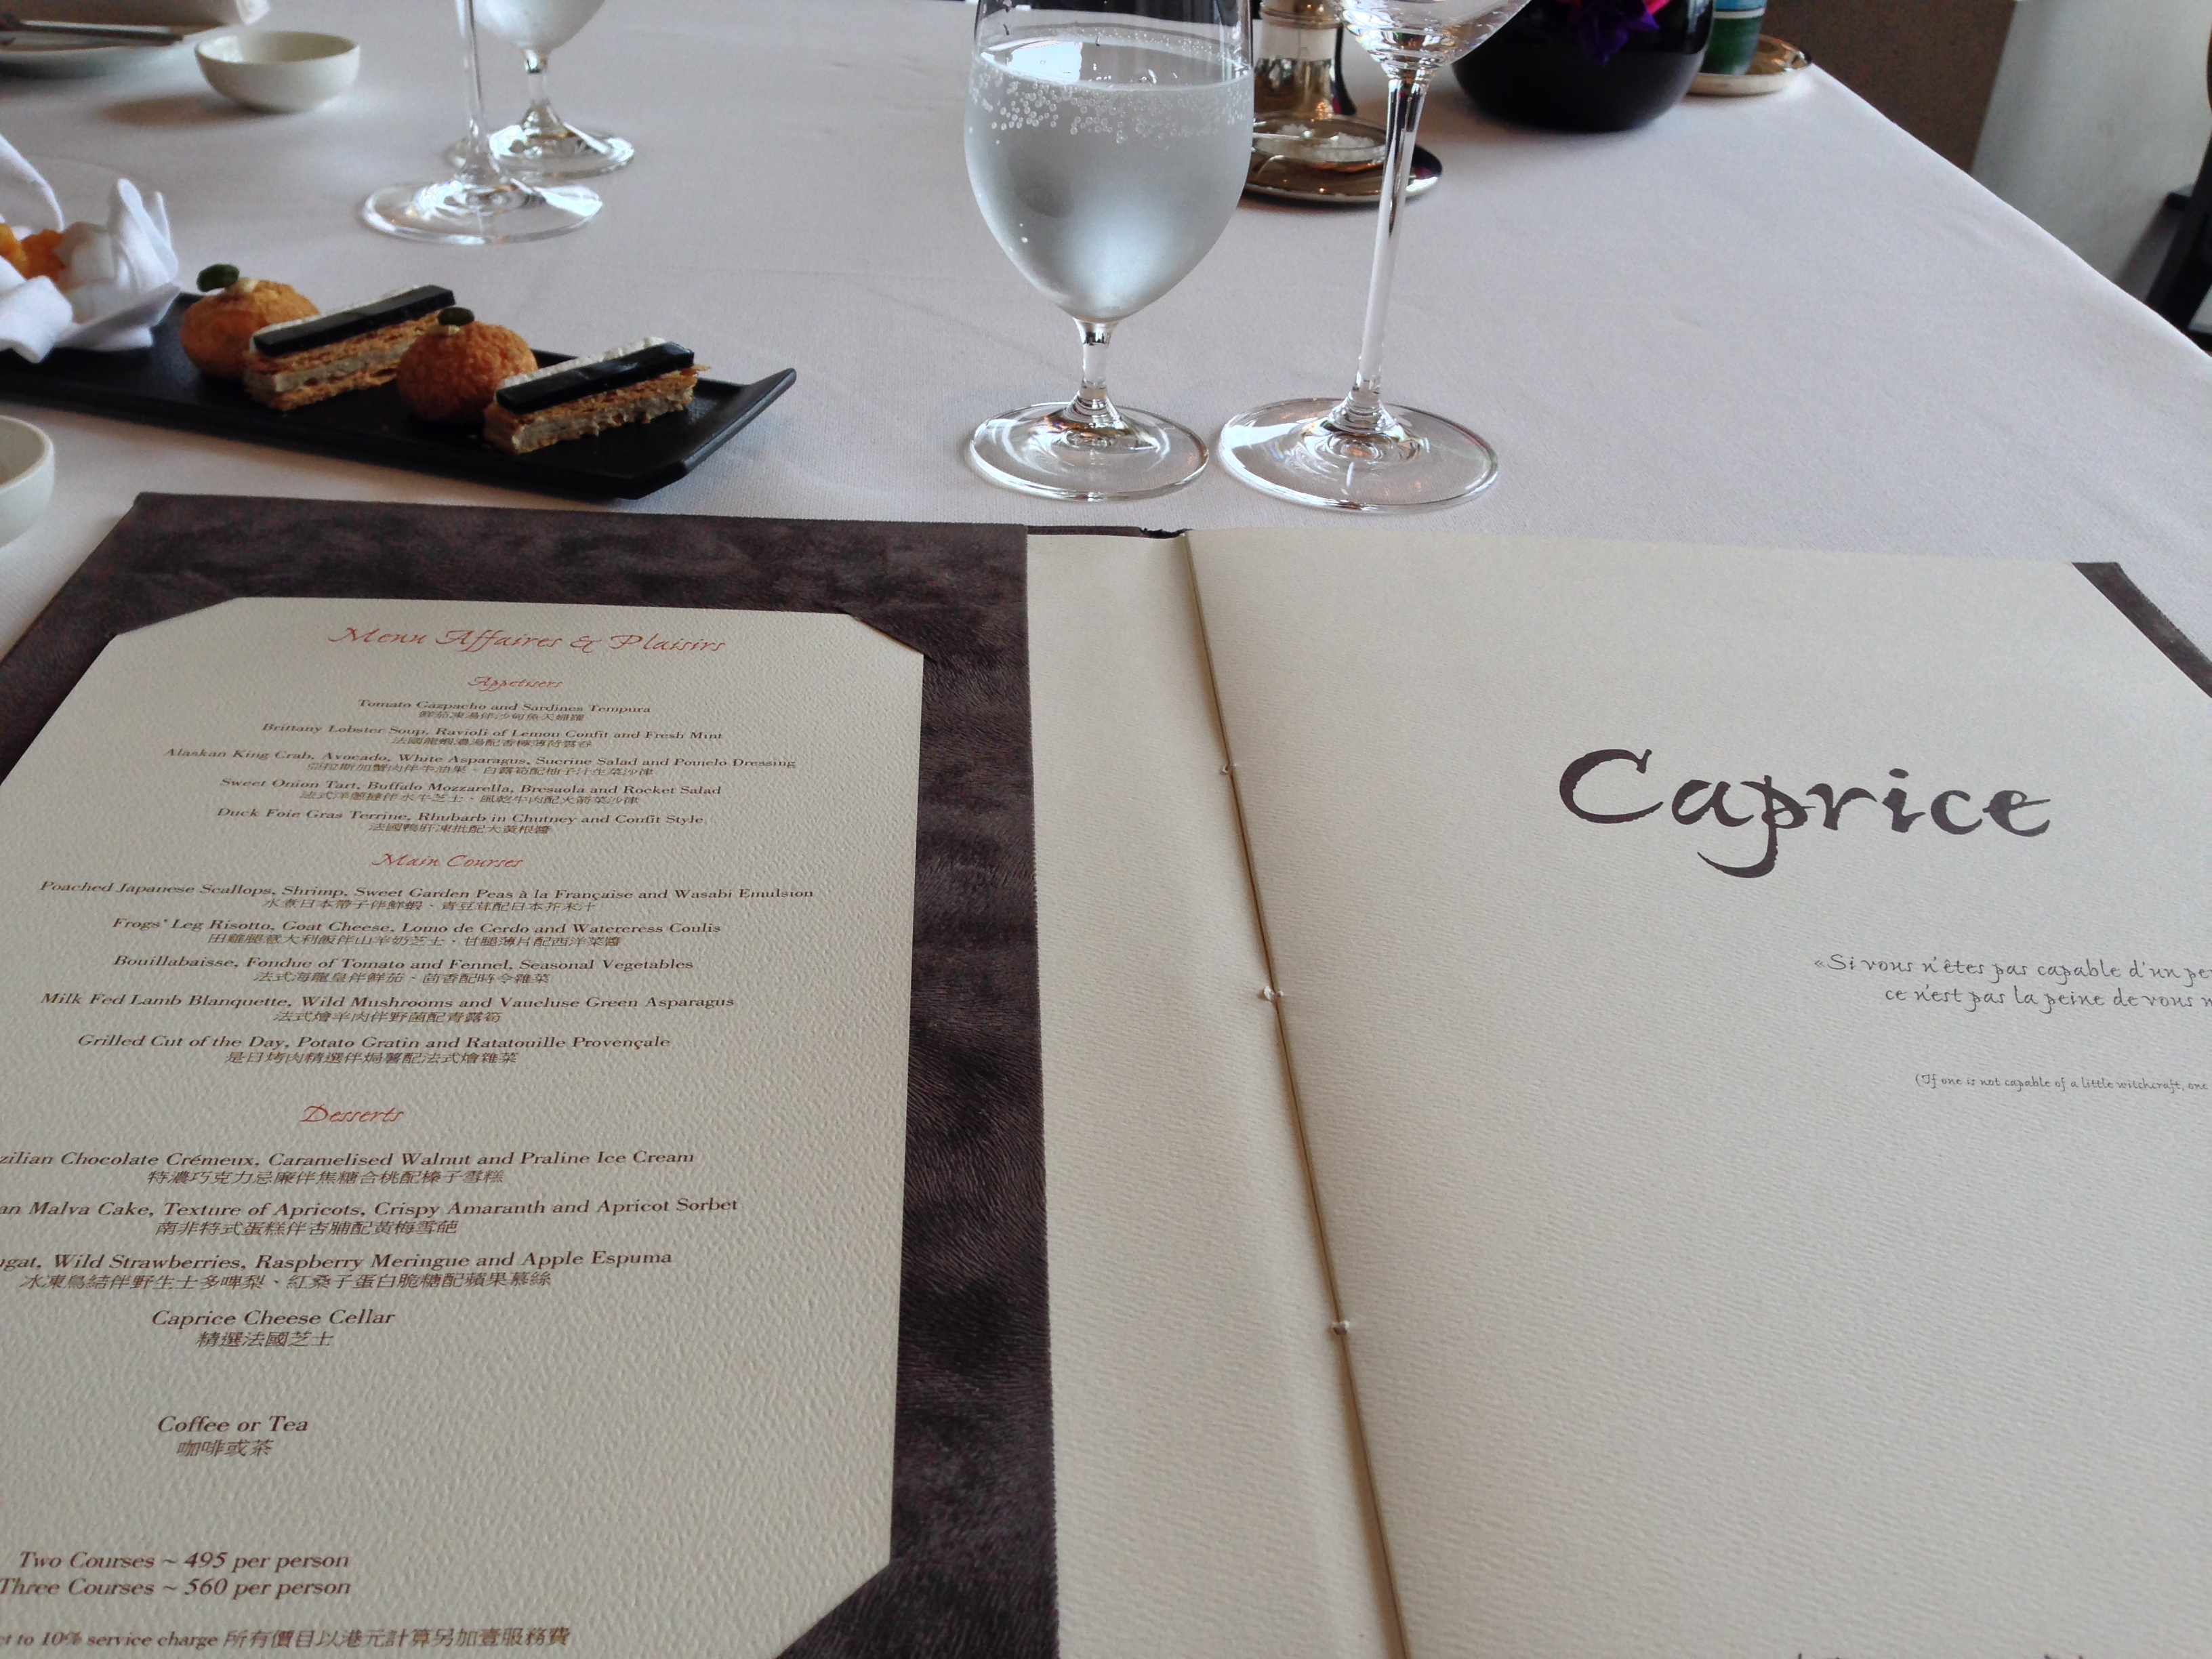 Menu Affaires & Plaisirs
Appetisers
Tomato Gazpacho and Sardines Tempura
鮮茄凍湯伴沙甸魚天婦羅
Brittany Lobster Soup, Ravioli of Lemon Confit and Fresh Mint
法國龍蝦濃湯配香檸薄荷雲吞
Alaskan King Crab, Avocado, White Asparagus, Sucrine Salad and Pomelo Dressing
亞拉斯加蟹肉伴牛油果、白露筍配柚子汁生菜沙律
Sweet Onion Tart, Buffalo Mozzarella, Bresaola and Rocket Salad
法式洋蔥撻伴水牛芝士、風乾牛肉配火箭菜沙律
Duck Foie Gras Terrine, Rhubarb in Chutney and Confit Style
法國鴨肝凍批配大黃根醬
Main Courses
Poached Japanese Scallops, Shrimp, Sweet Garden Peas à la Française and Wasabi Emulsion
水煮日本帶子伴鮮蝦、青豆茸配日本芥末汁
Frogs' Leg Risotto, Goat Cheese, Lomo de Cerdo and Watercress Coulis
田雞腿意大利飯伴山羊奶芝士、甘腿薄片配西洋菜醬
Bouillabaisse, Fondue of Tomato and Fennel, Seasonal Vegetables
法式海龍皇伴鮮茄、茴香配時令雜菜
Milk Fed Lamb Blanquette, Wild Mushrooms and Vaucluse Green Asparagus
法式燴羊肉伴野菌配青露筍
Grilled Cut of the Day, Potato Gratin and Ratatouille Provençale
是日烤肉精選伴焗薯配法式燴雜菜
Desserts
zilian Chocolate Crémeux, Caramelised Walnut and Praline Ice Cream
特濃巧克力忌廉伴焦糖合桃配榛子雪糕
an Malva Cake, Texture of Apricots, Crispy Amaranth and Apricot Sorbet
南非特式蛋糕伴杏脯配黃梅雪葩
ugat, Wild Strawberries, Raspberry Meringue and Apple Espuma
冰凍鳥結伴野生士多啤梨、紅桑子蛋白脆糖配蘋果慕絲
Caprice Cheese Cellar
精選法國芝士
Coffee or Tea
咖啡或茶
Two Courses ~ 495 per person
Three Courses ~ 560 per person
ct to 10% service charge 所有價目以港元計算另加壹服務費
Caprice
«Si vous n'êtes pas capable d'un pe
ce n'est pas la peine de vous m
(If one is not capable of a little witchcraft, one